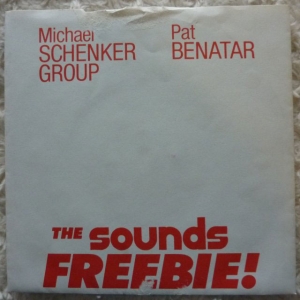 Michael
SCHENKER
GROUP
Pat
BENATAR
THE sounds
FREEBIE!